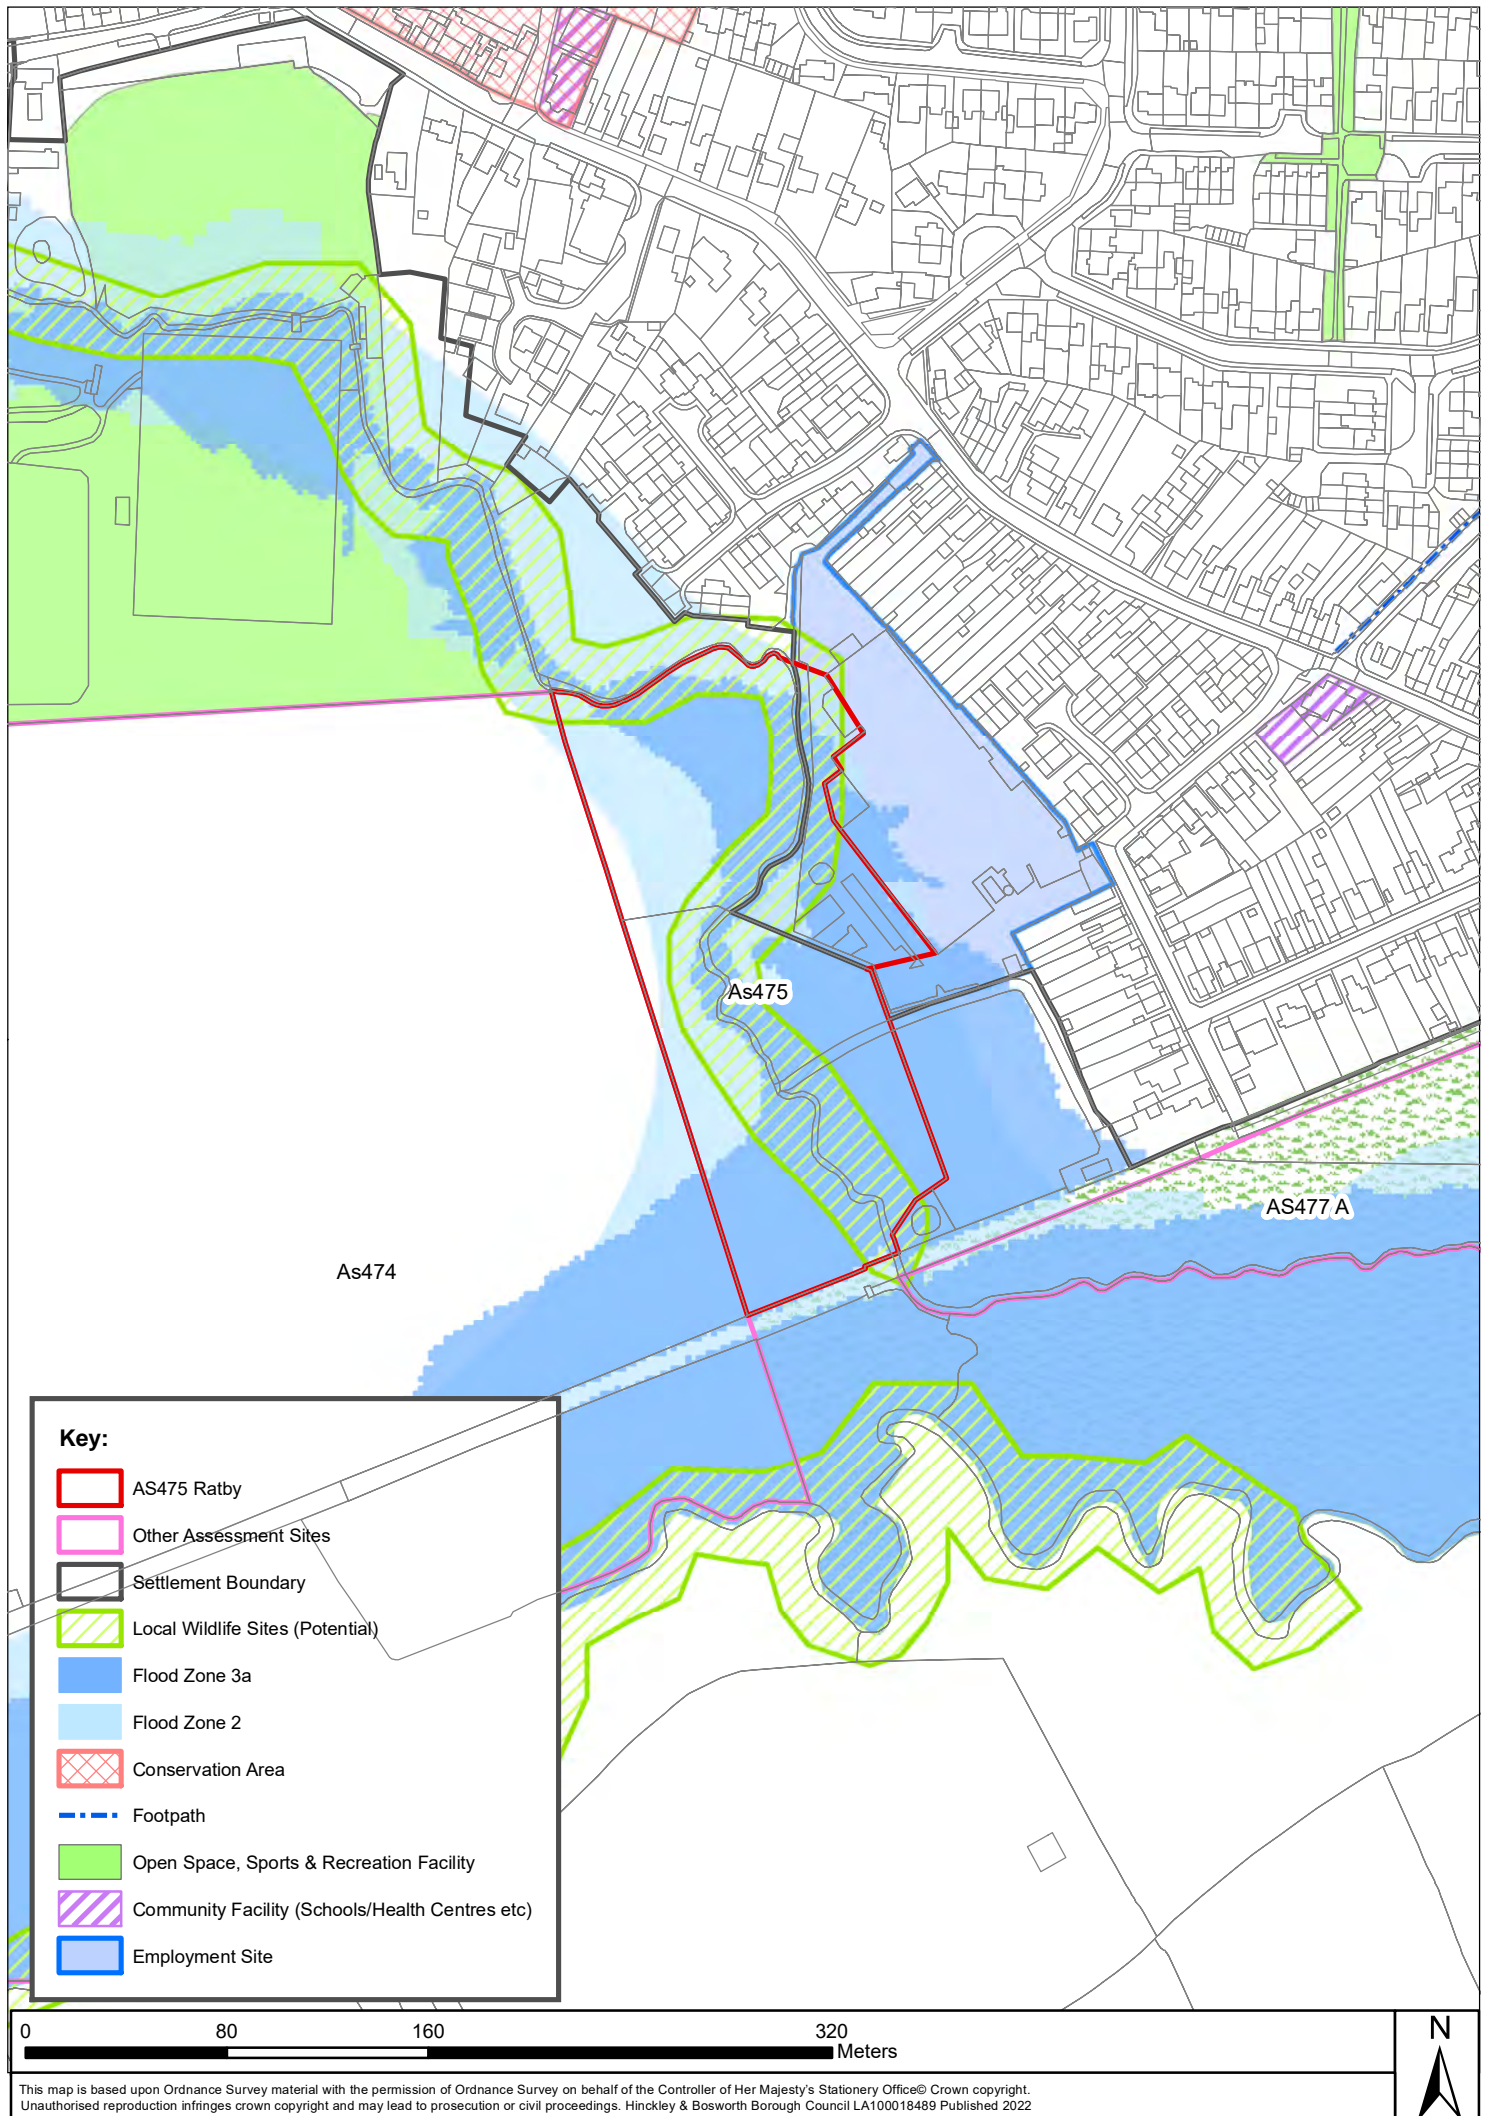 As475
AS477 A
As474
Key:
AS475 Ratby
Other Assessment Sites
Settlement Boundary
Local Wildlife Sites (Potential)
Flood Zone 3a
Flood Zone 2
Conservation Area
Footpath
Open Space, Sports & Recreation Facility
Community Facility (Schools/Health Centres etc)
Employment Site
0 80 160 320
Meters
N
This map is based upon Ordnance Survey material with the permission of Ordnance Survey on behalf of the Controller of Her Majesty's Stationery Office© Crown copyright.
Unauthorised reproduction infringes crown copyright and may lead to prosecution or civil proceedings. Hinckley & Bosworth Borough Council LA100018489 Published 2022